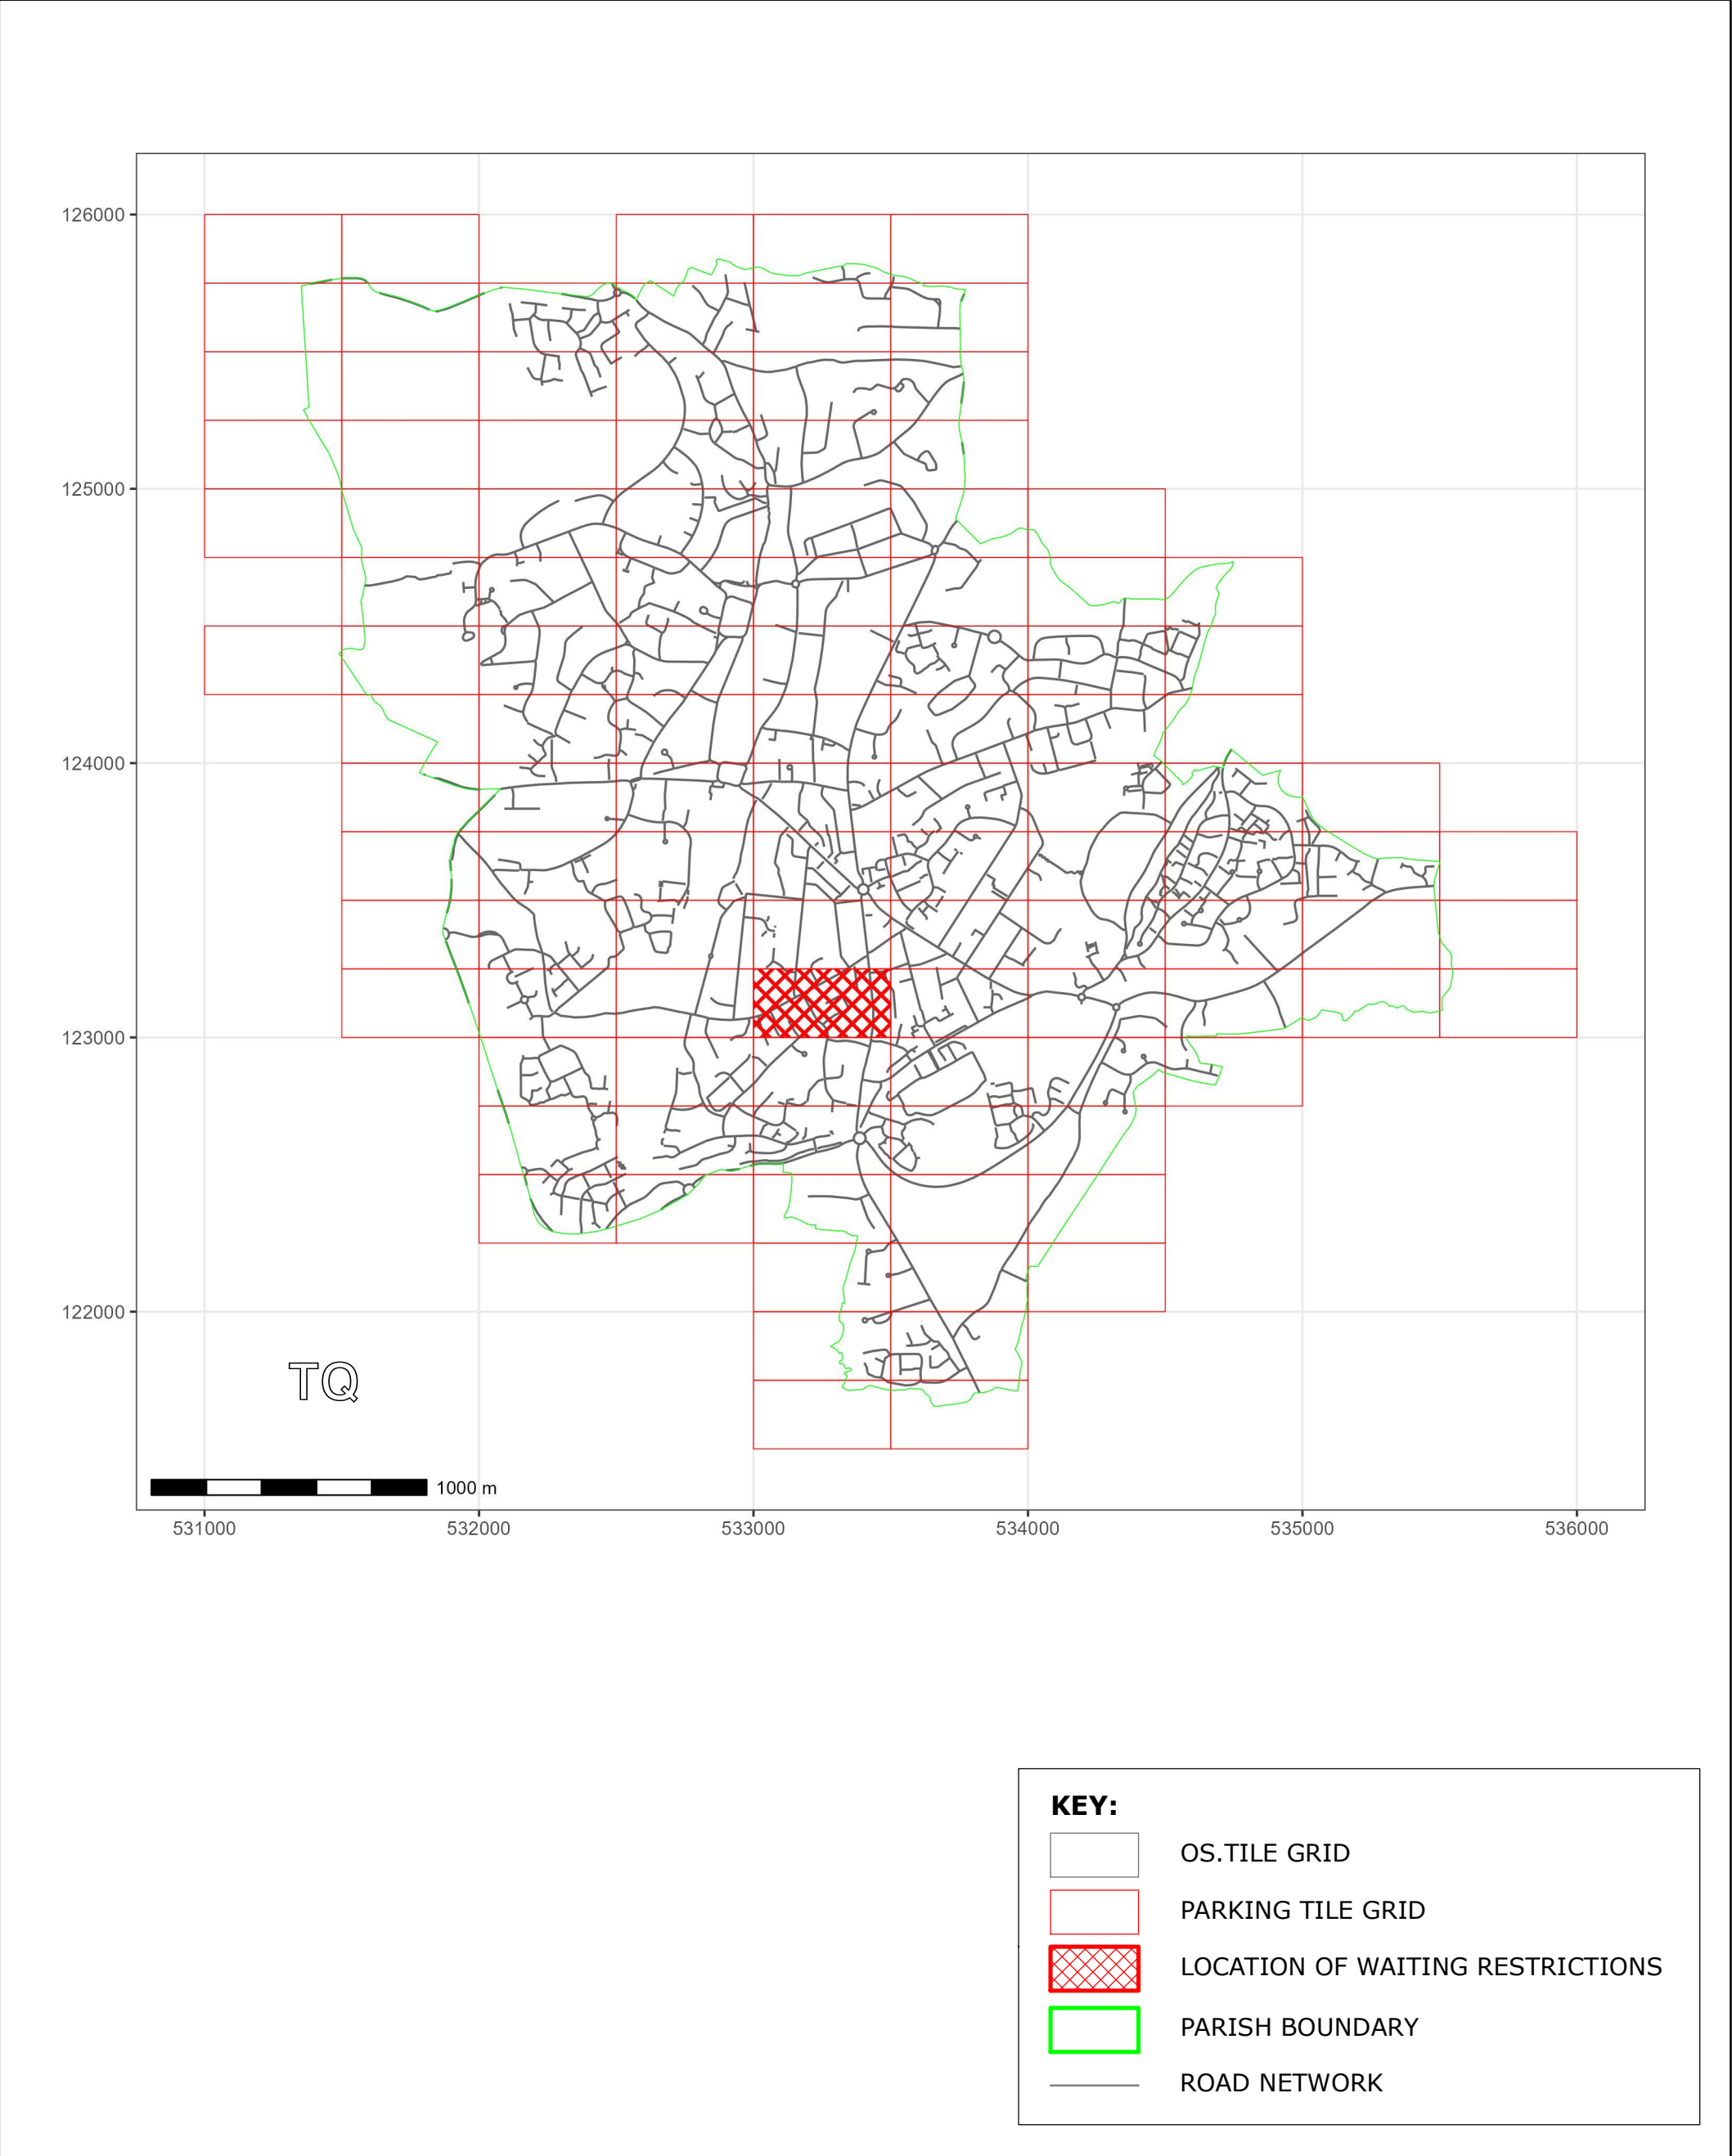 126000
125000
124000
123000
122000
TQ
1000 m
531000 532000 533000 534000 535000 536000
KEY:
OS.TILE GRID
PARKING TILE GRID
LOCATION OF WAITING RESTRICTIONS
PARISH BOUNDARY
ROAD NETWORK